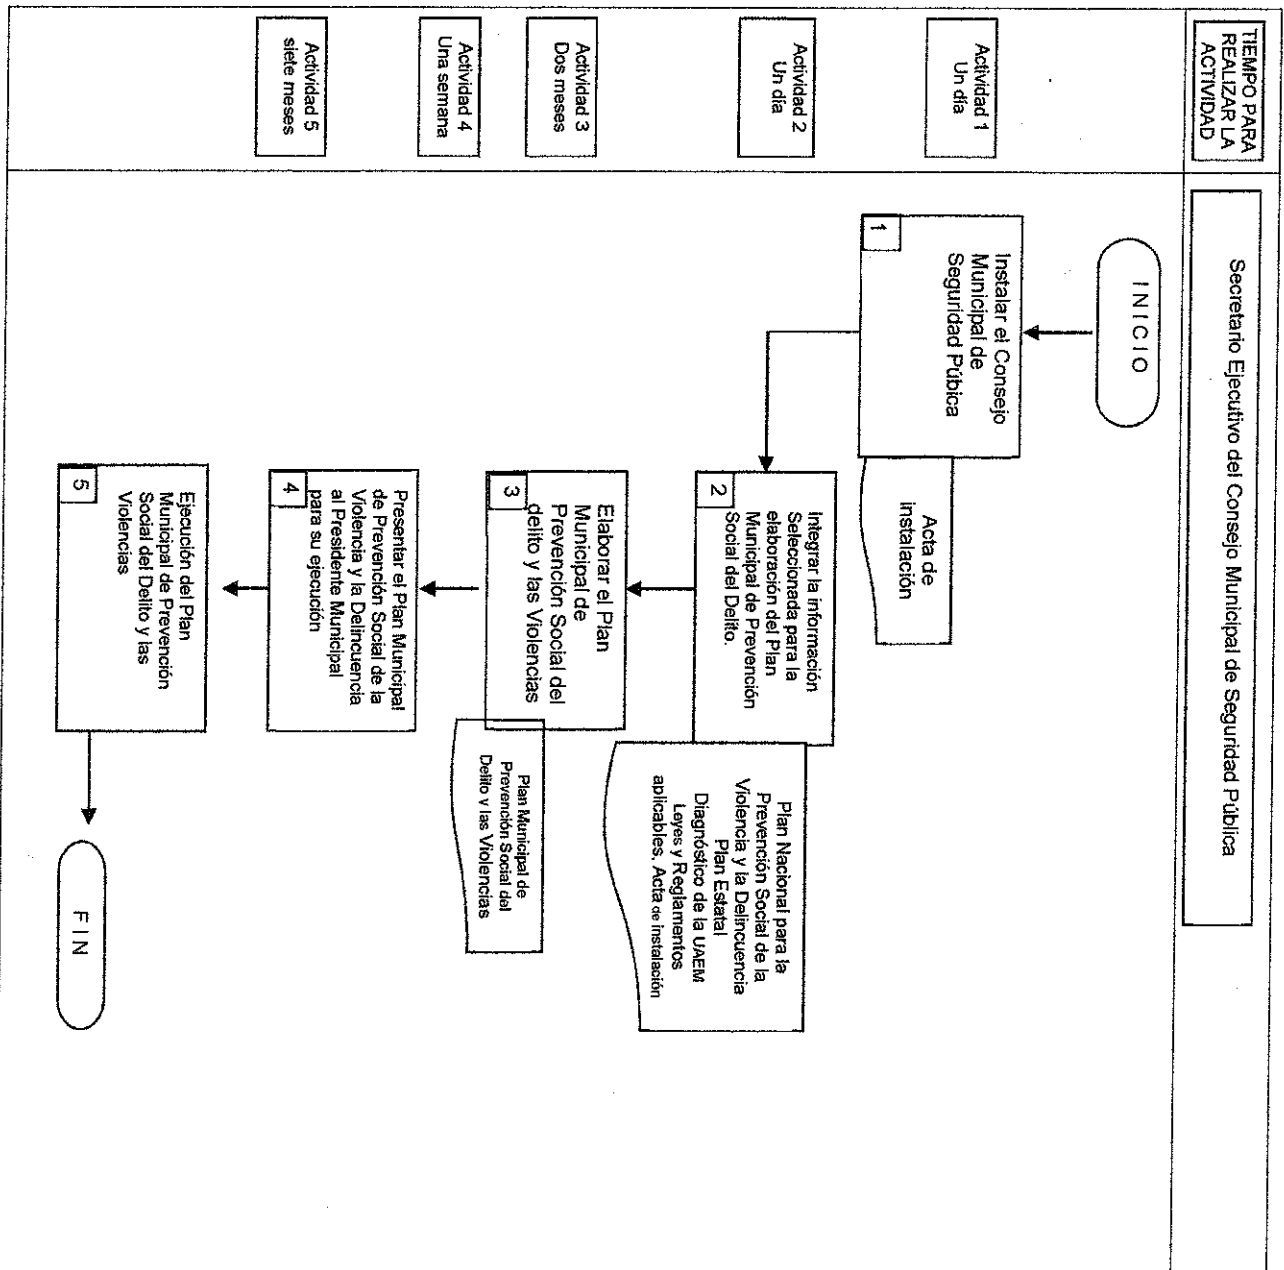 TIEMPO PARA
REALIZAR LA
ACTIVIDAD
Secretario Ejecutivo del Consejo Municipal de Seguridad Pública
INICIO
Actividad 1
Un día
Instalar el Consejo
Municipal de
Seguridad Púbica
1
Acta de
instalación
Actividad 2
Un día
Integrar la información
Seleccionada para la
elaboración del Plan
Municipal de Prevención
Social del Delito.
2
Plan Nacional para la
Prevención Social de la
Violencia y la Delincuencia
Plan Estatal
Diagnóstico de la UAEM
Leyes y Reglamentos
aplicables. Acta de instalación
Actividad 3
Dos meses
Elaborar el Plan
Municipal de
Prevención Social del
delito y las Violencias
3
Plan Municipal de
Prevención Social del
Delito y las Violencias
Actividad 4
Una semana
Presentar el Plan Municipal
de Prevención Social de la
Violencia y la Delincuencia
al Presidente Municipal
para su ejecución
4
Actividad 5
siete meses
Ejecución del Plan
Municipal de Prevención
Social del Delito y las
Violencias
5
FIN